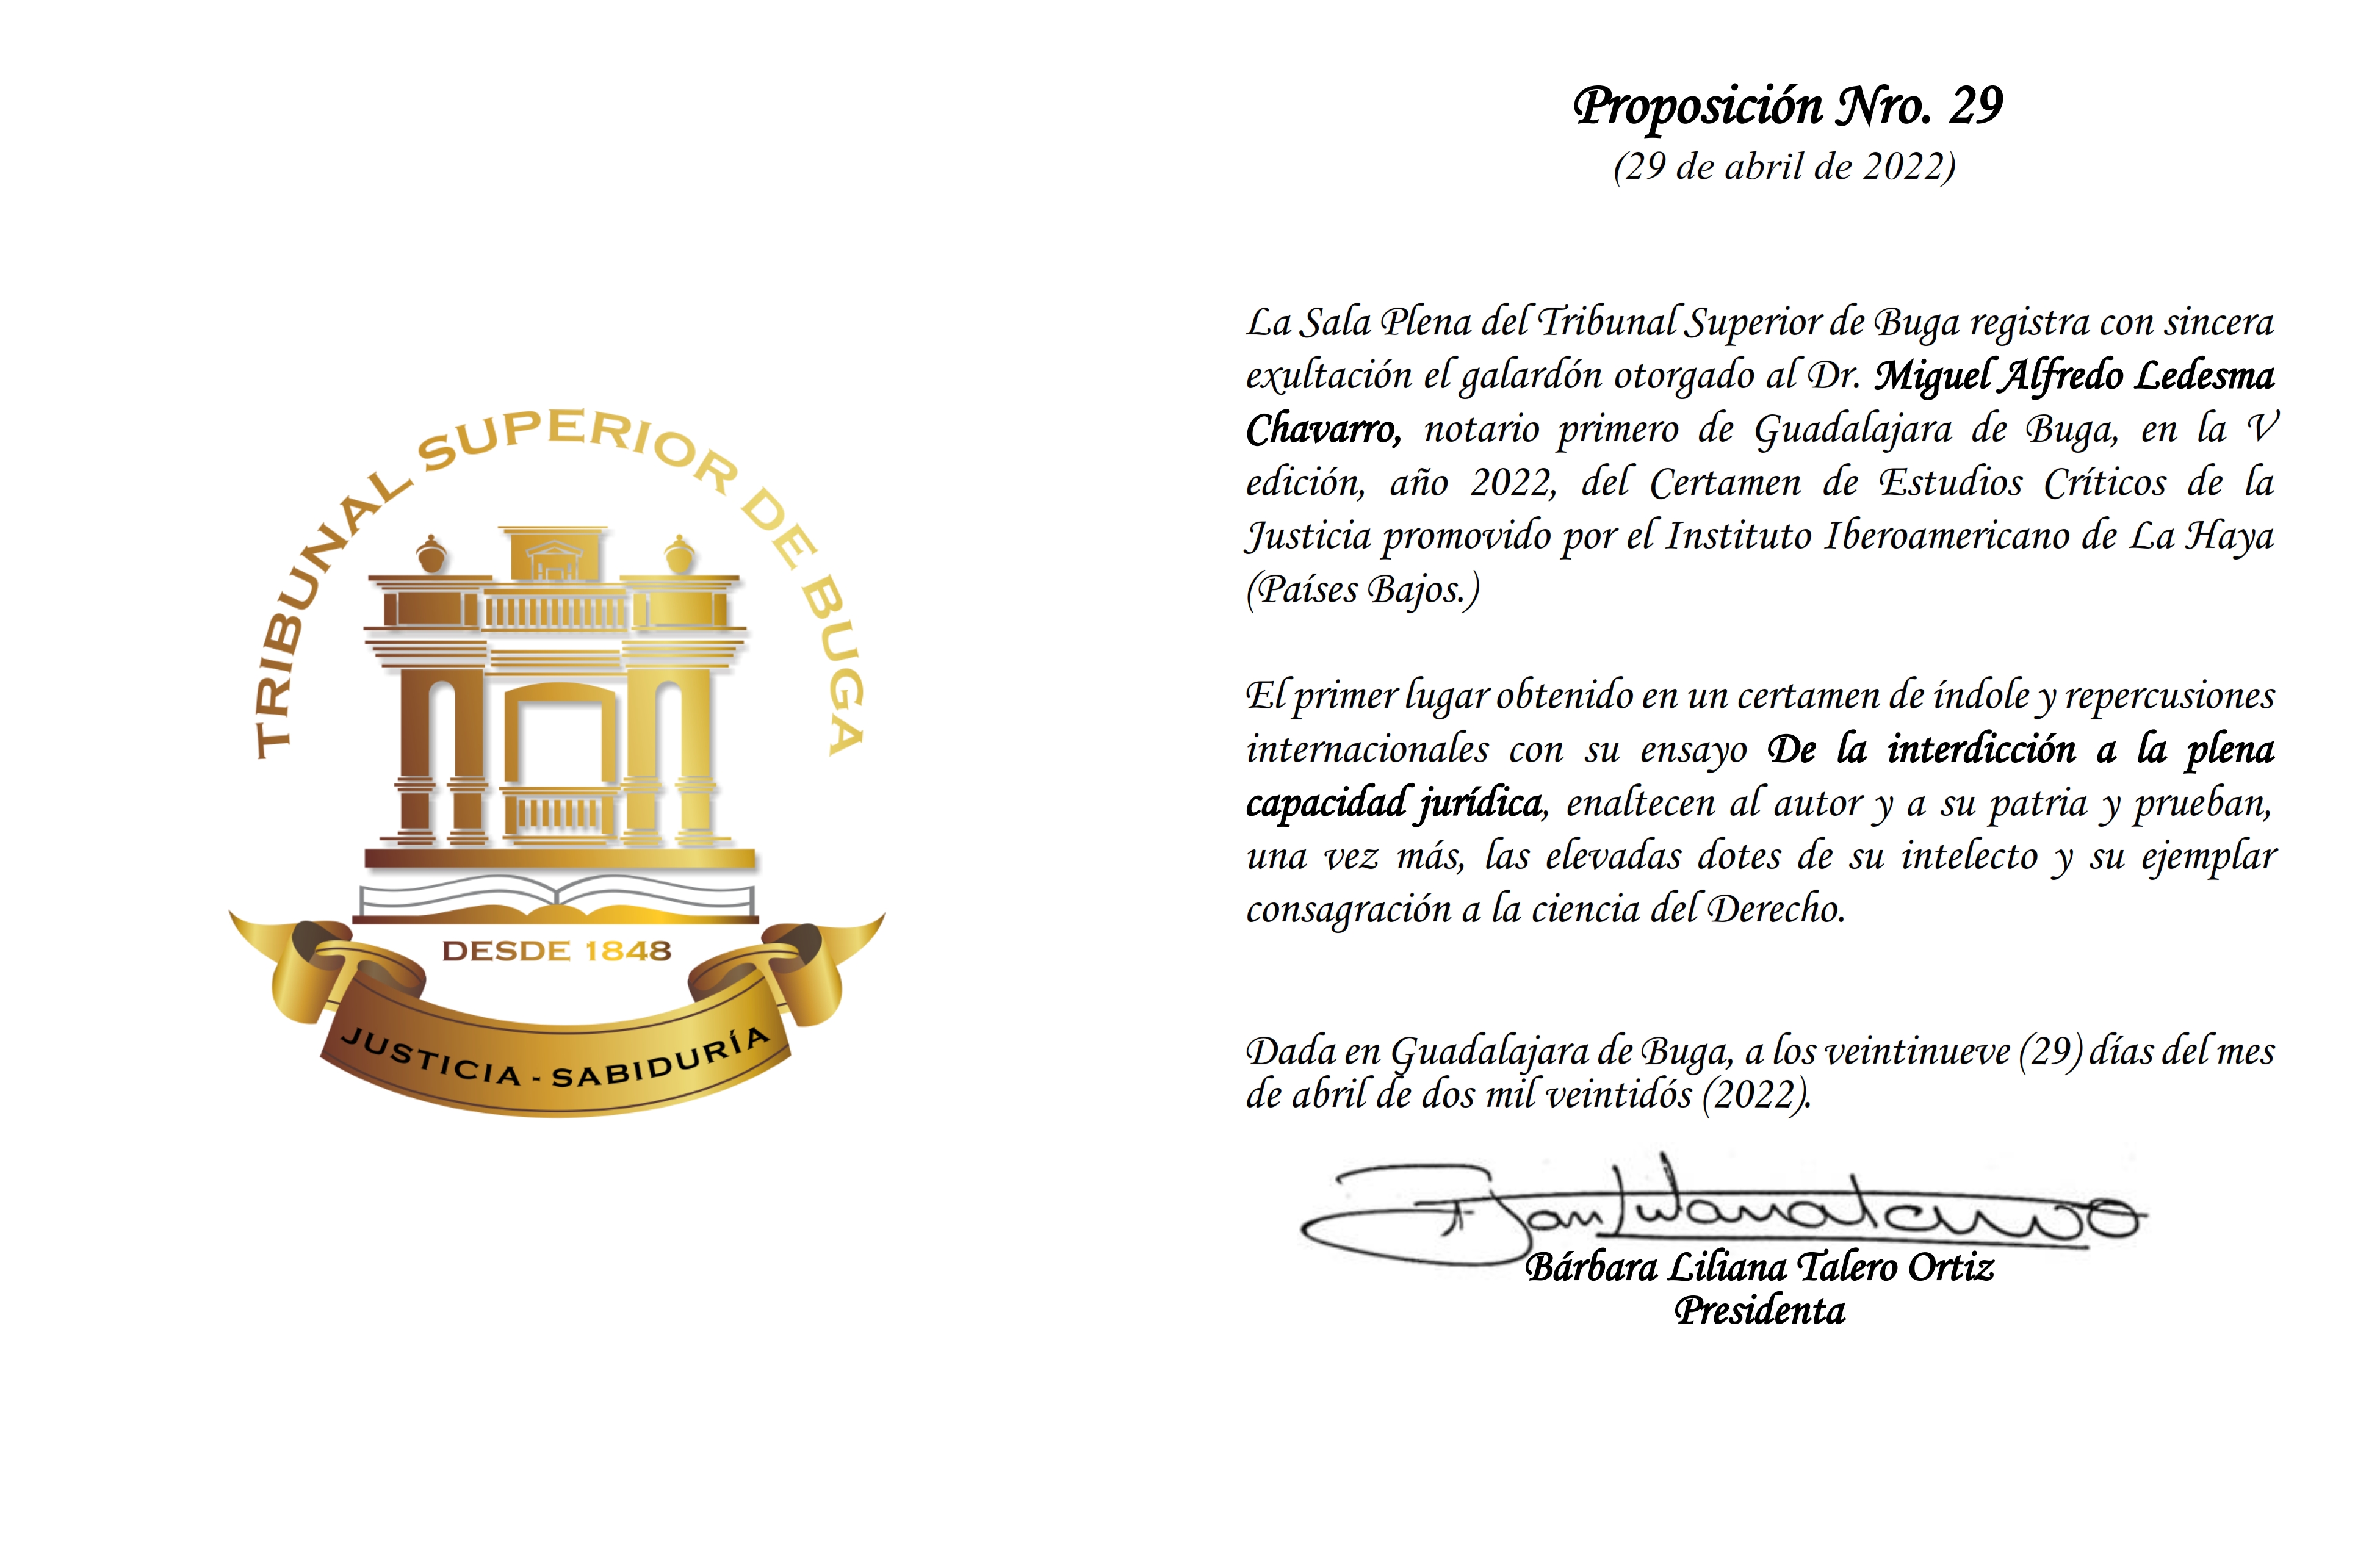 TRIBUNAL SUPERIOR DE BUGA
DESDE 1848
JUSTICIA - SABIDURÍA
Proposición Nro. 29
(29 de abril de 2022)
La Sala Plena del Tribunal Superior de Buga registra con sincera
exultación el galardón otorgado al Dr. Miguel Alfredo Ledesma
Chavarro, notario primero de Guadalajara de Buga, en la V
edición, año 2022, del Certamen de Estudios Críticos de la
Justicia promovido por el Instituto Iberoamericano de La Haya
(Países Bajos.)
El primer lugar obtenido en un certamen de índole y repercusiones
internacionales con su ensayo De la interdicción a la plena
capacidad jurídica, enaltecen al autor y a su patria y prueban,
una vez más, las elevadas dotes de su intelecto y su ejemplar
consagración a la ciencia del Derecho.
Dada en Guadalajara de Buga, a los veintinueve (29) días del mes
de abril de dos mil veintidós (2022).
Bárbara Liliana Talero Ortiz
Presidenta